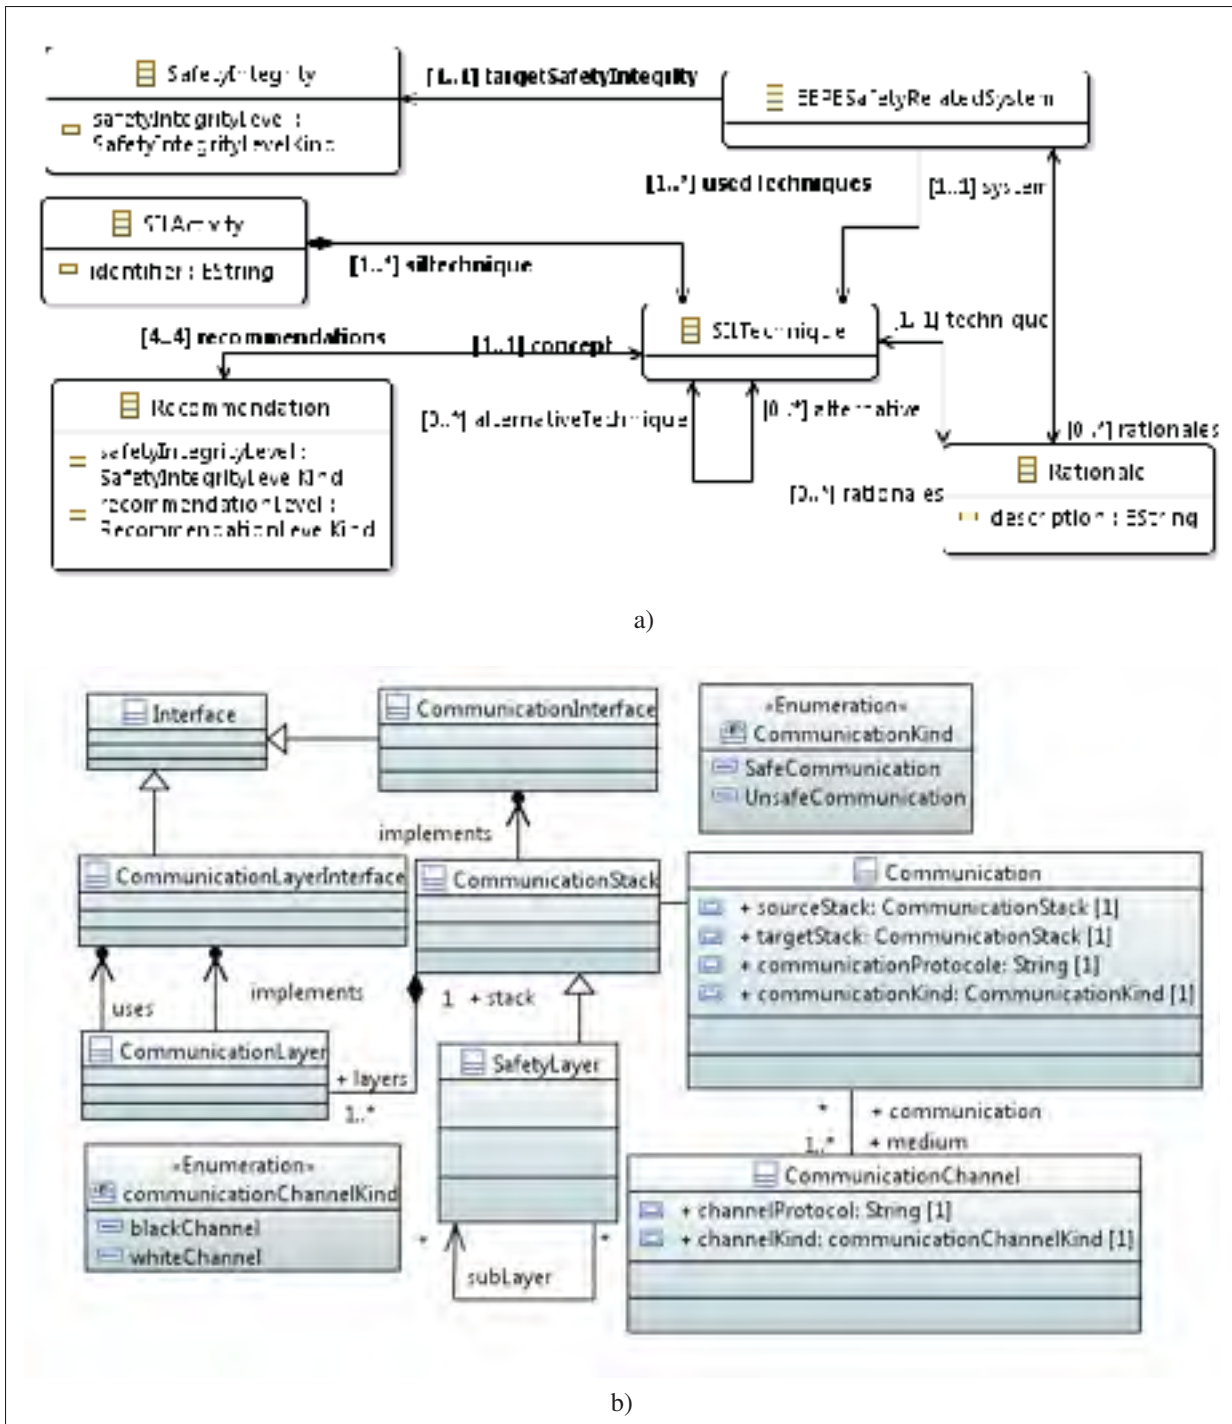 SafetyIntegrity
safetyIntegrityLevel :
SafetyIntegrityLevelKind
[1..1] targetSafetyIntegrity
EEPESafetyRelatedSystem
[1..*] usedTechniques
[1..1] system
SILActivity
identifier : EString
[1..*] siltechnique
SILTechnique
[1..1] technique
[4..4] recommendations
[1..1] concept
Recommendation
safetyIntegrityLevel :
SafetyIntegrityLevelKind
recommendationLevel :
RecommendationLevelKind
[0..*] alternativeTechnique
[0..*] alternative
[0..*] rationales
[0..*] rationales
Rationale
description : EString
a)
Interface
CommunicationInterface
«Enumeration»
CommunicationKind
SafeCommunication
UnsafeCommunication
implements
CommunicationLayerInterface
CommunicationStack
Communication
+ sourceStack: CommunicationStack [1]
+ targetStack: CommunicationStack [1]
+ communicationProtocole: String [1]
+ communicationKind: CommunicationKind [1]
uses
implements
1 + stack
CommunicationLayer
+ layers
1..*
SafetyLayer
* + communication
1..* + medium
«Enumeration»
communicationChannelKind
blackChannel
whiteChannel
*
*
subLayer
CommunicationChannel
+ channelProtocol: String [1]
+ channelKind: communicationChannelKind [1]
b)